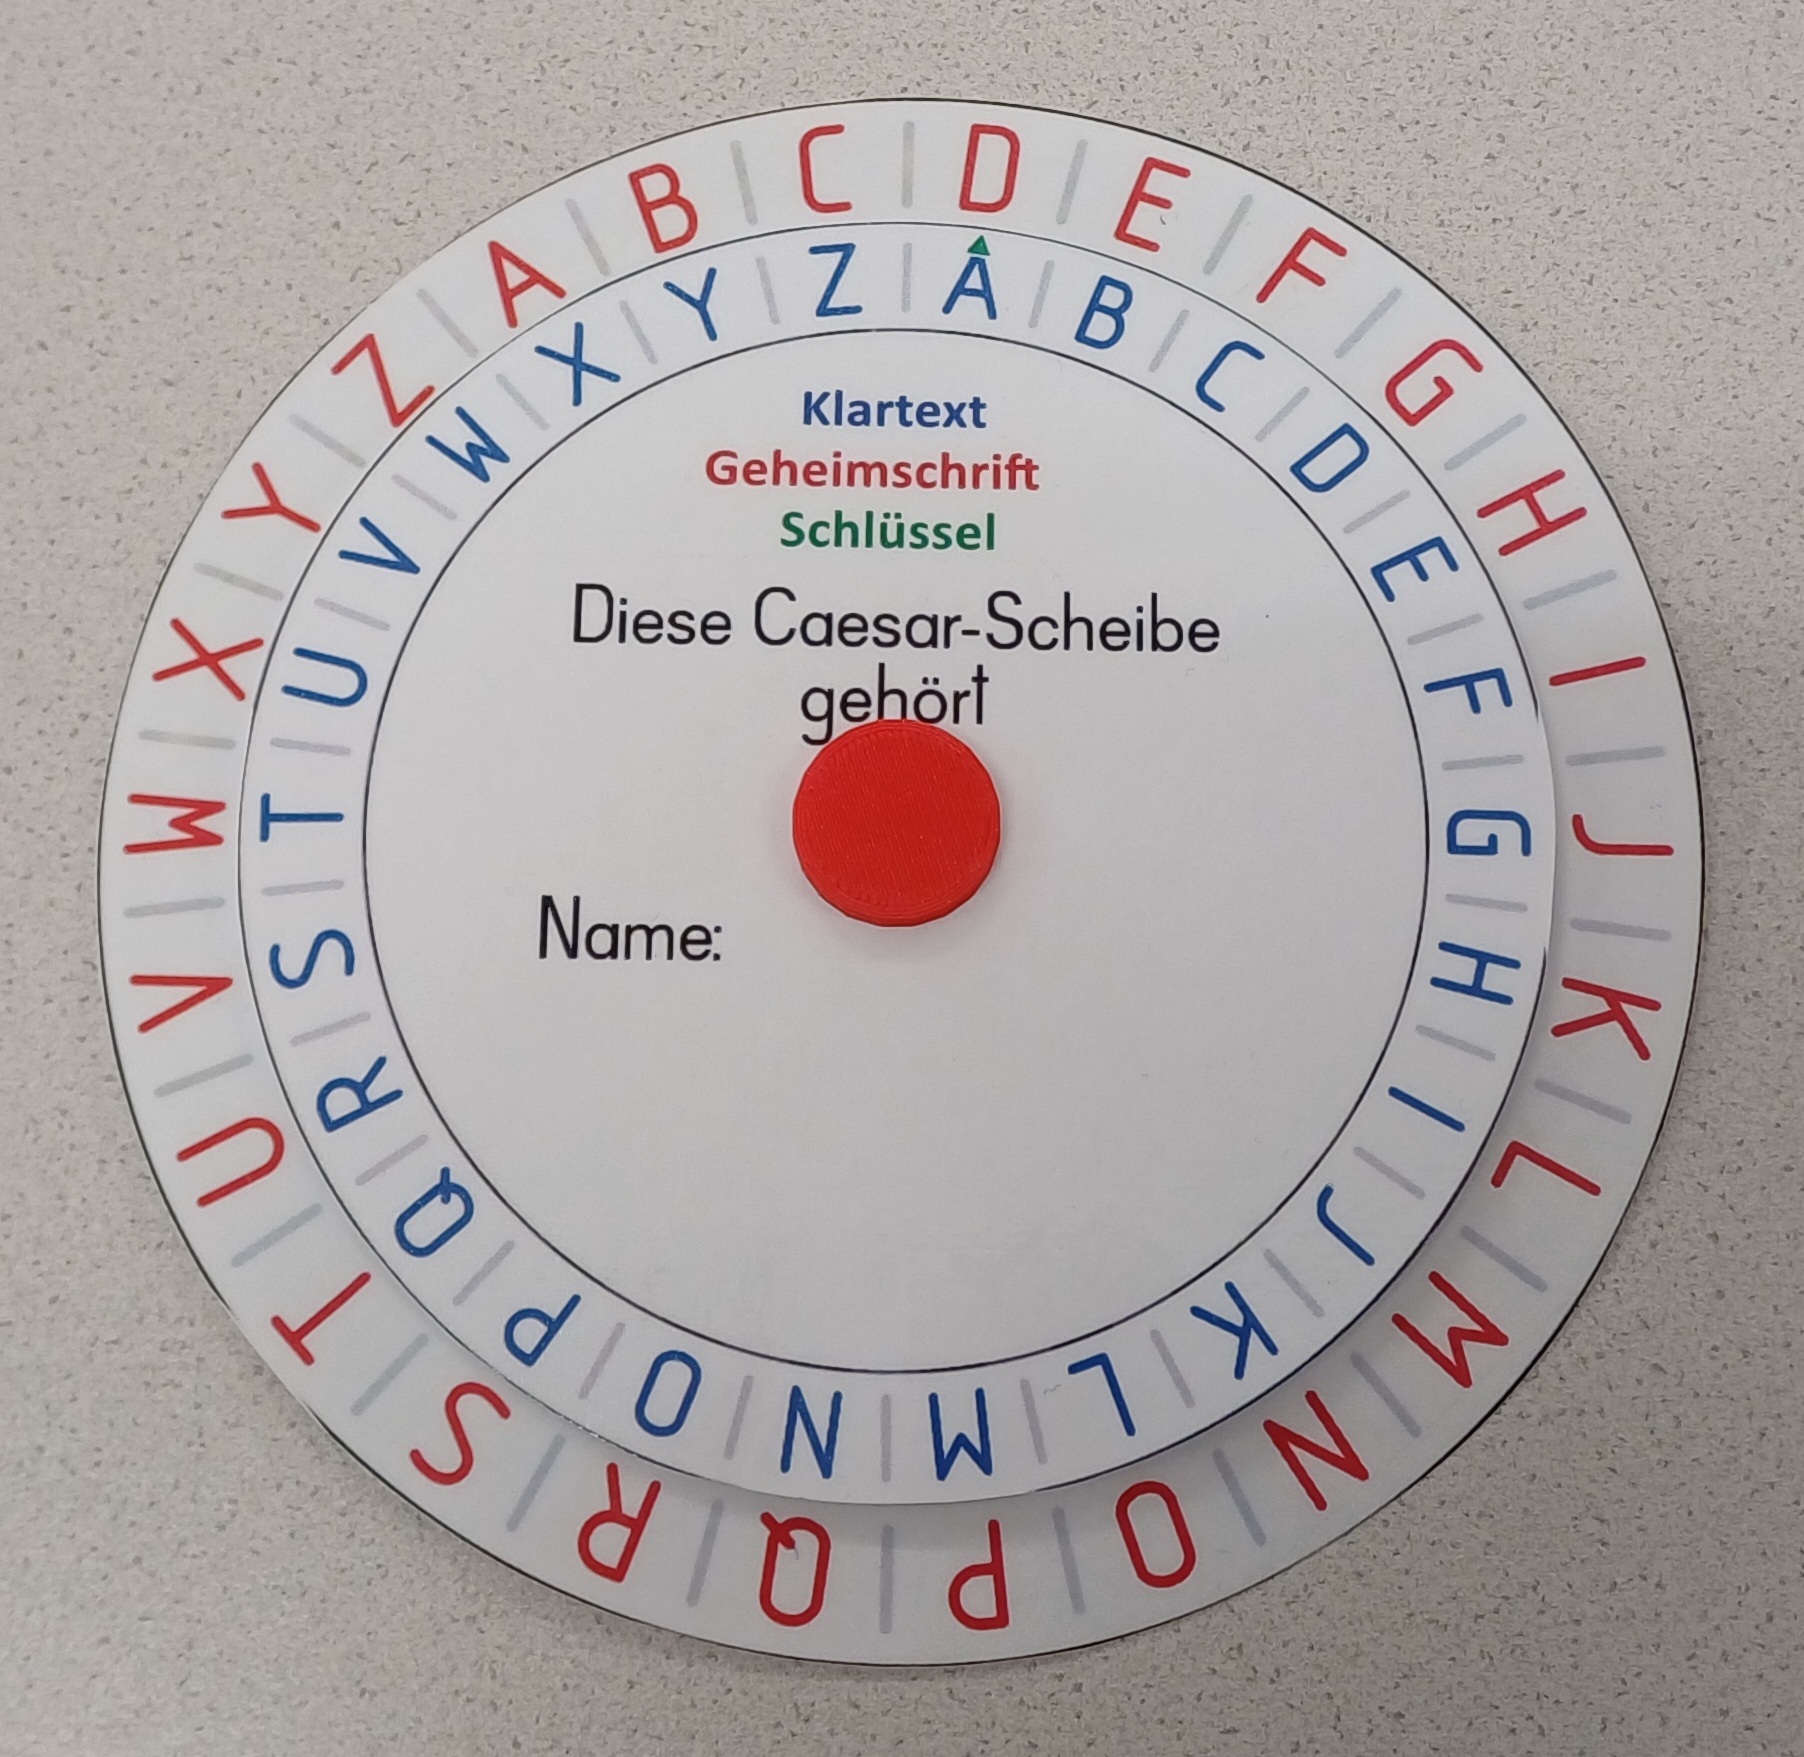 A B C D E F G H I J K L M N O P Q R S T U V W X Y Z
A B C D E F G H I J K L M N O P Q R S T U V W X Y Z
Klartext
Geheimschrift
Schlüssel
Diese Caesar-Scheibe
gehört
Name: